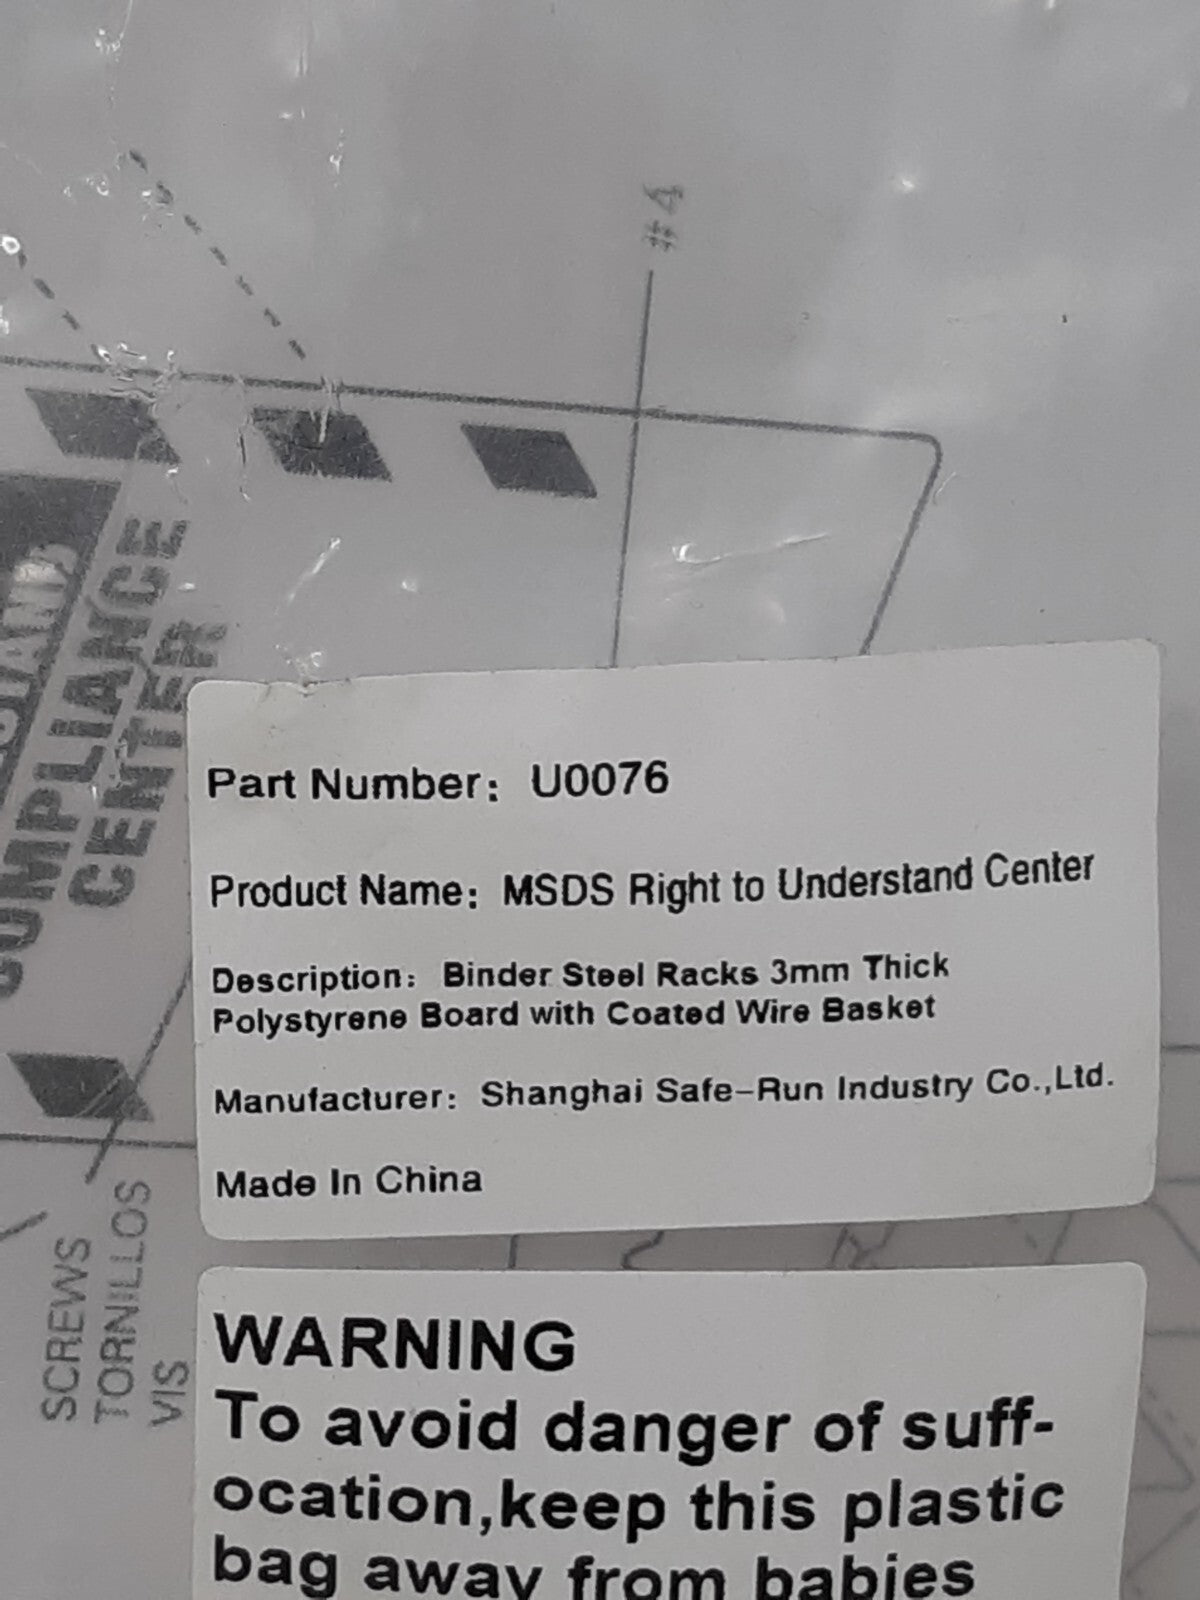 #4
COMPLIANCE
CENTER
Part Number: U0076
Product Name: MSDS Right to Understand Center
Description: Binder Steel Racks 3mm Thick
Polystyrene Board with Coated Wire Basket
Manufacturer: Shanghai Safe-Run Industry Co.,Ltd.
Made In China
SCREWS
TORNILLOS
VIS
WARNING
To avoid danger of suff-
ocation,keep this plastic
bag away from babies